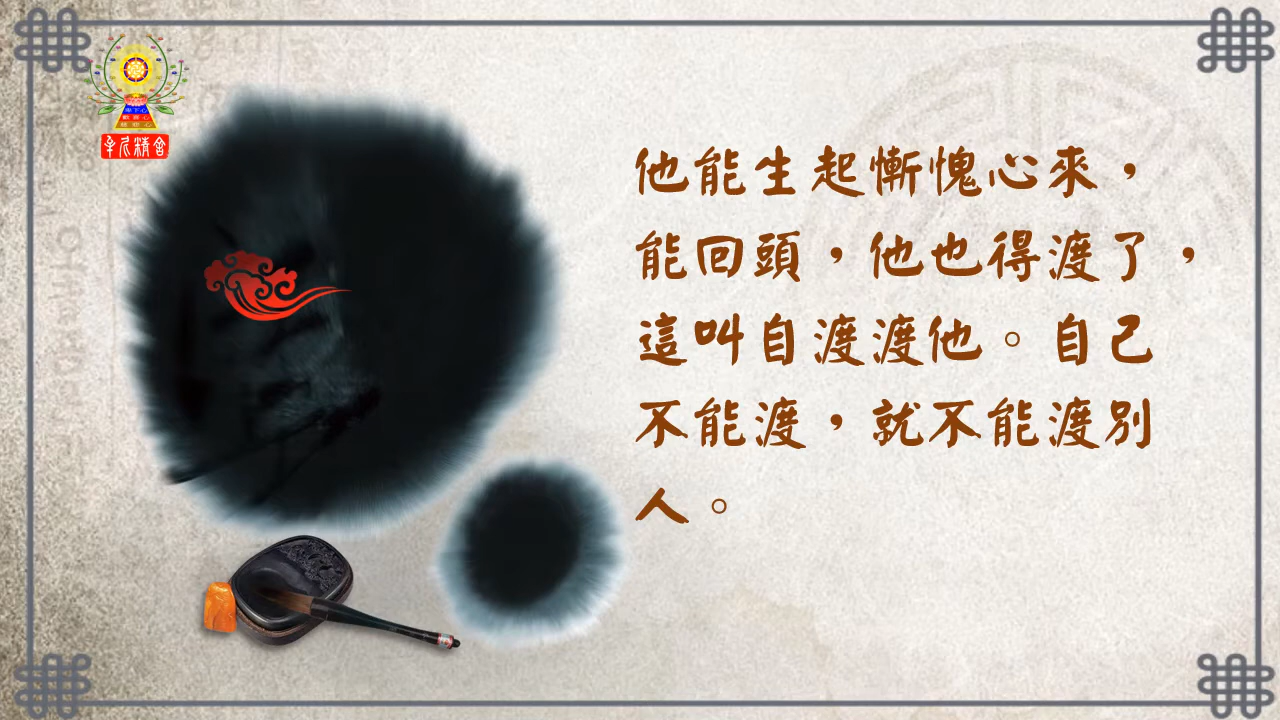 他能生起慚愧心來，
能回頭，他也得渡了，
這叫自渡渡他。自己
不能渡，就不能渡別
人。